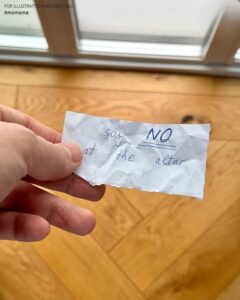 FOR ILLUSTRATIVE PURPOSES ONLY
Amomama
say NO
at the altar